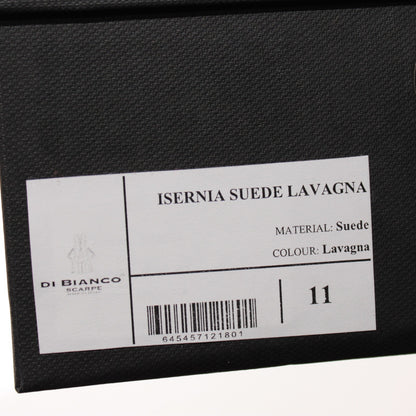 ISERNIA SUEDE LAVAGNA
MATERIAL: Suede
COLOUR: Lavagna
DI BIANCO
SCARPE
11
645457121801